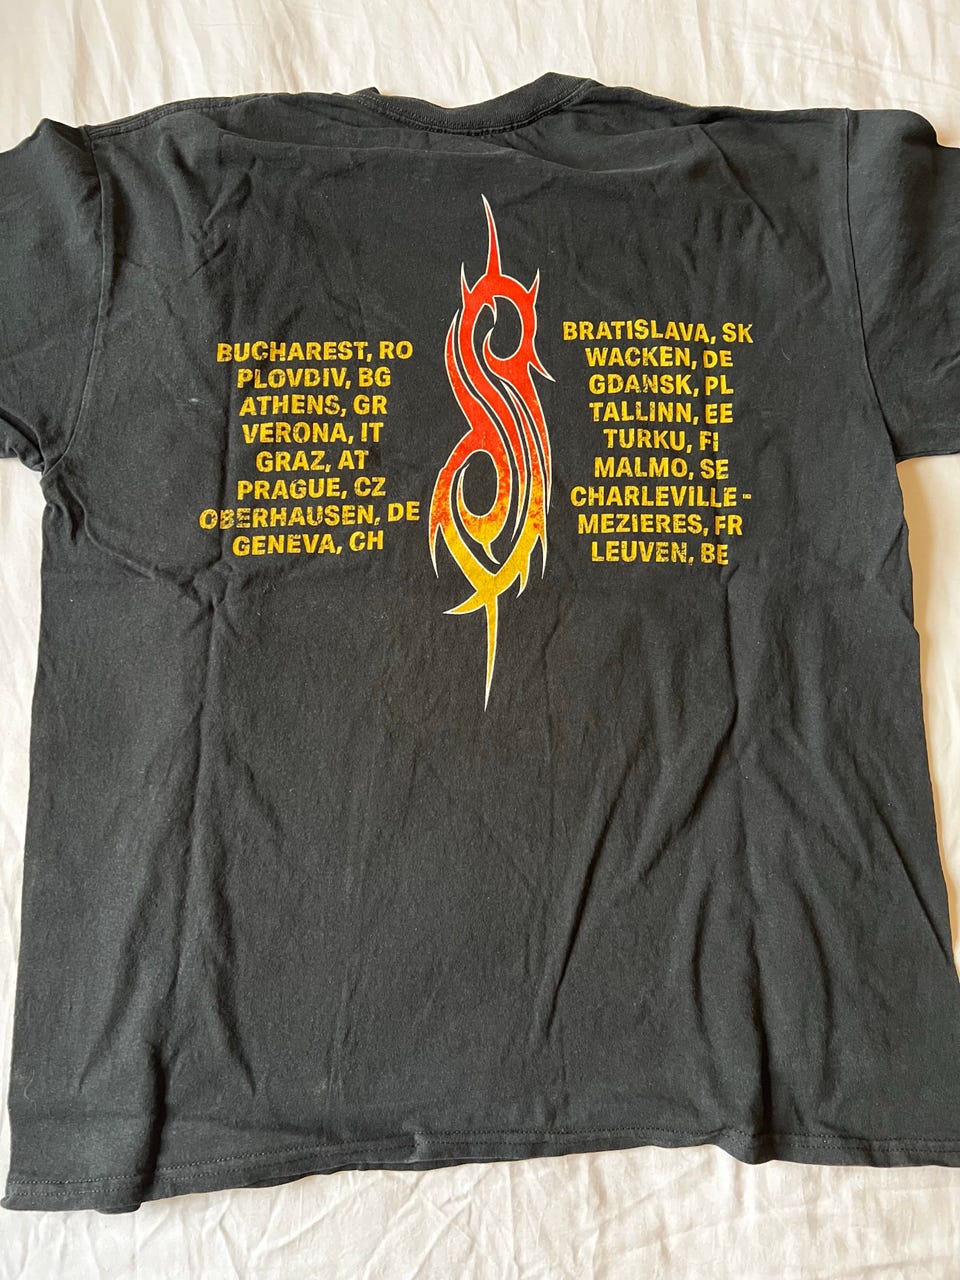 BUCHAREST, RO
PLOVDIV, BG
ATHENS, GR
VERONA, IT
GRAZ, AT
PRAGUE, CZ
OBERHAUSEN, DE
GENEVA, CH
BRATISLAVA, SK
WACKEN, DE
GDANSK, PL
TALLINN, EE
TURKU, FI
MALMO, SE
CHARLEVILLE-
MEZIERES, FR
LEUVEN, BE